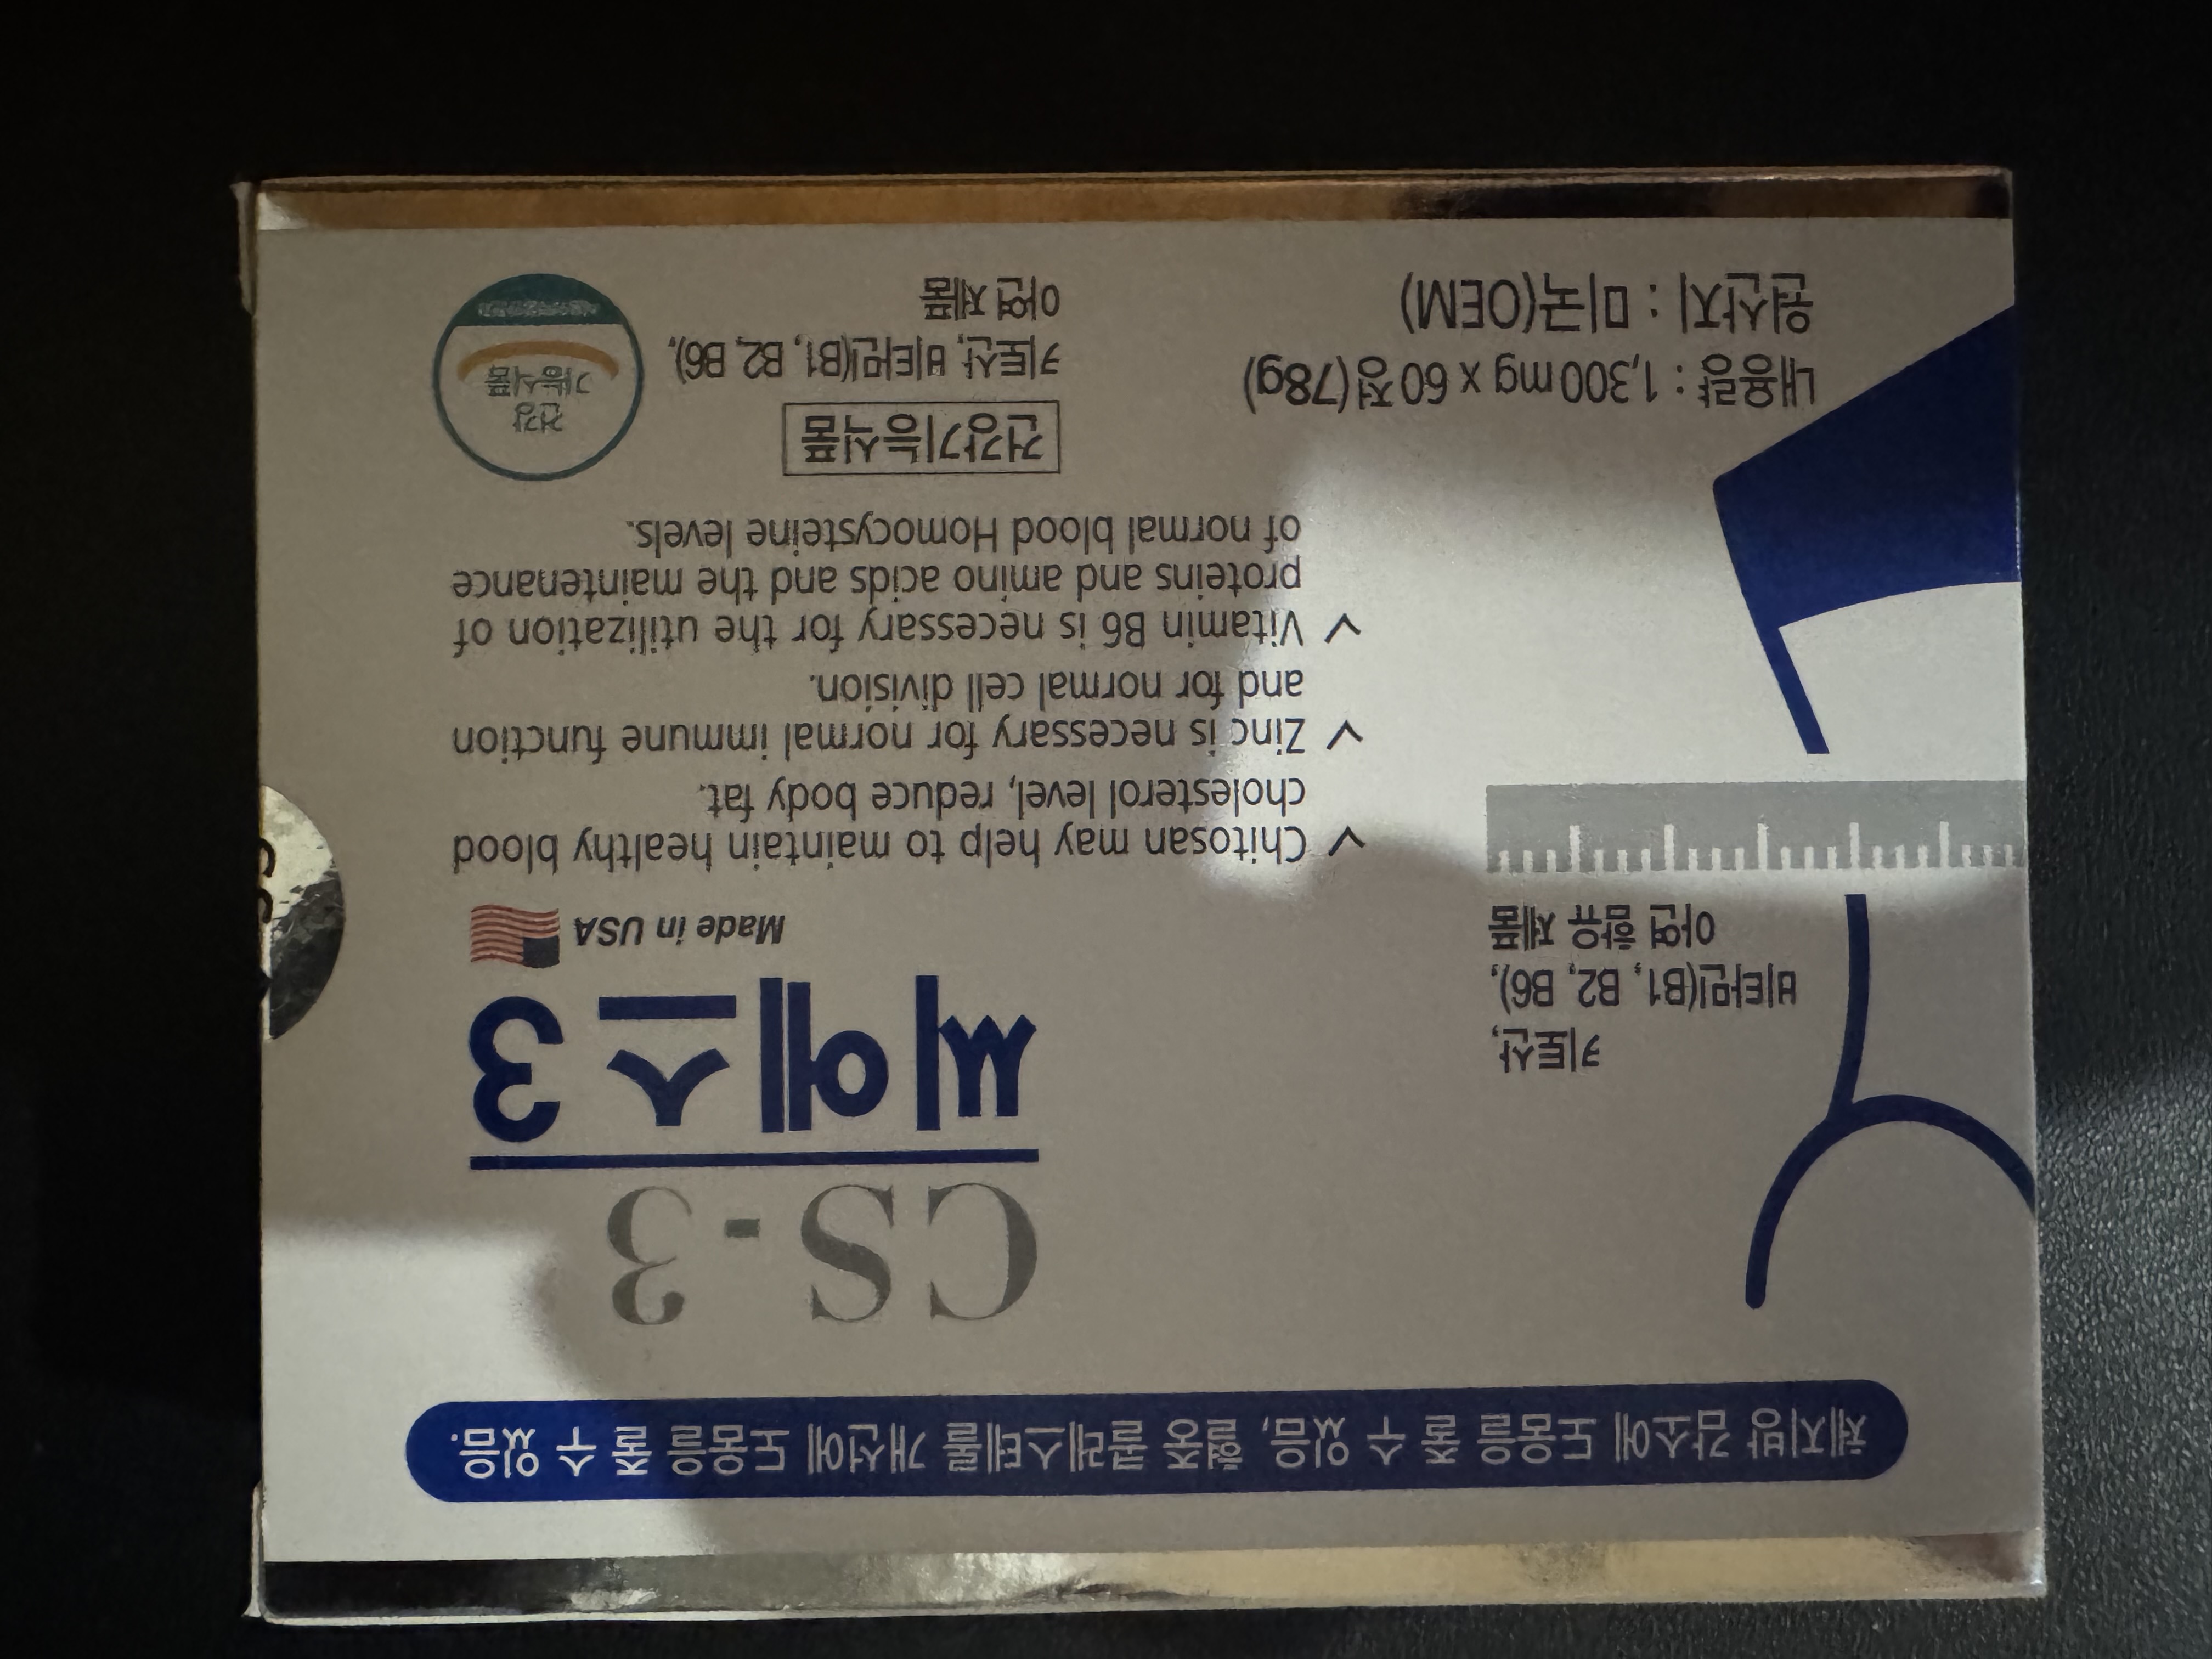 체지방 감소에 도움을 줄 수 있음, 혈중 콜레스테롤 개선에 도움을 줄 수 있음.
CS-3
씨에스3
Made in USA
키토산,
비타민(B1, B2, B6),
아연 함유 제품
✓ Chitosan may help to maintain healthy blood
cholesterol level, reduce body fat.
✓ Zinc is necessary for normal immune function
and for normal cell division.
✓ Vitamin B6 is necessary for the utilization of
proteins and amino acids and the maintenance
of normal blood Homocysteine levels.
내용량 : 1,300mg x 60정(78g)
원산지 : 미국(OEM)
건강기능식품
키토산, 비타민(B1, B2, B6),
아연 제품
건강
기능식품